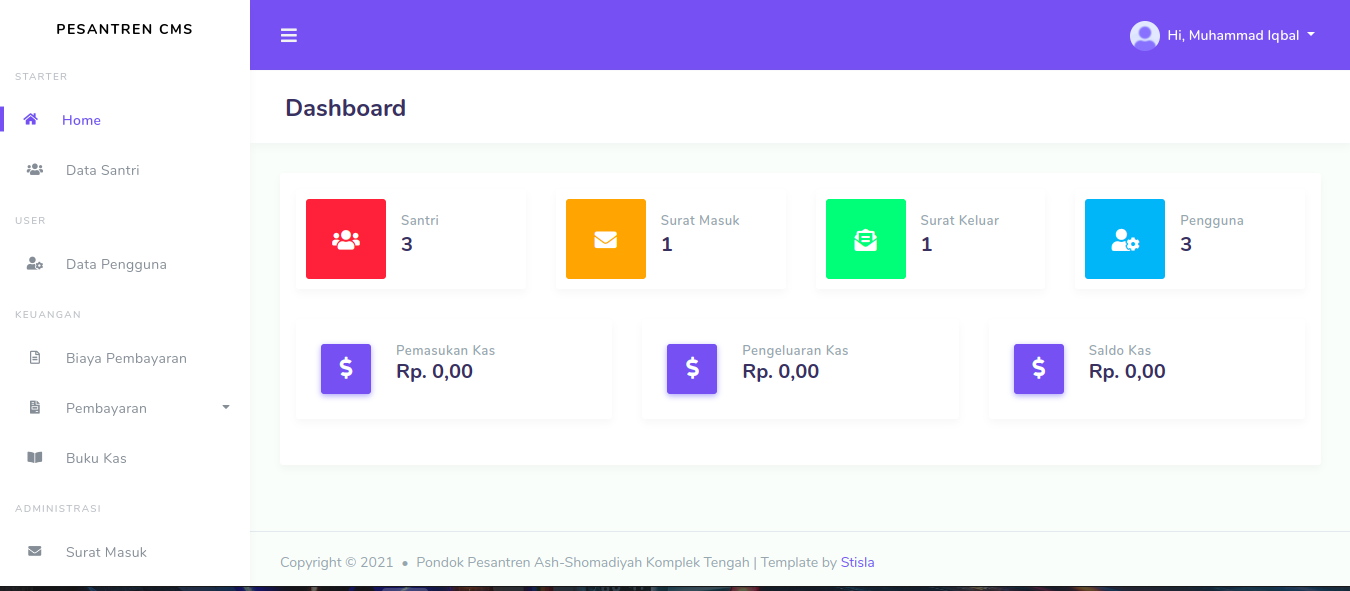 PESANTREN CMS
Hi, Muhammad Iqbal
STARTER
Home
Data Santri
USER
Data Pengguna
KEUANGAN
Biaya Pembayaran
Pembayaran
Buku Kas
ADMINISTRASI
Surat Masuk
Dashboard
Santri
3
Surat Masuk
1
Surat Keluar
1
Pengguna
3
Pemasukan Kas
Rp. 0,00
Pengeluaran Kas
Rp. 0,00
Saldo Kas
Rp. 0,00
Copyright © 2021 • Pondok Pesantren Ash-Shomadiyah Komplek Tengah | Template by Stisla